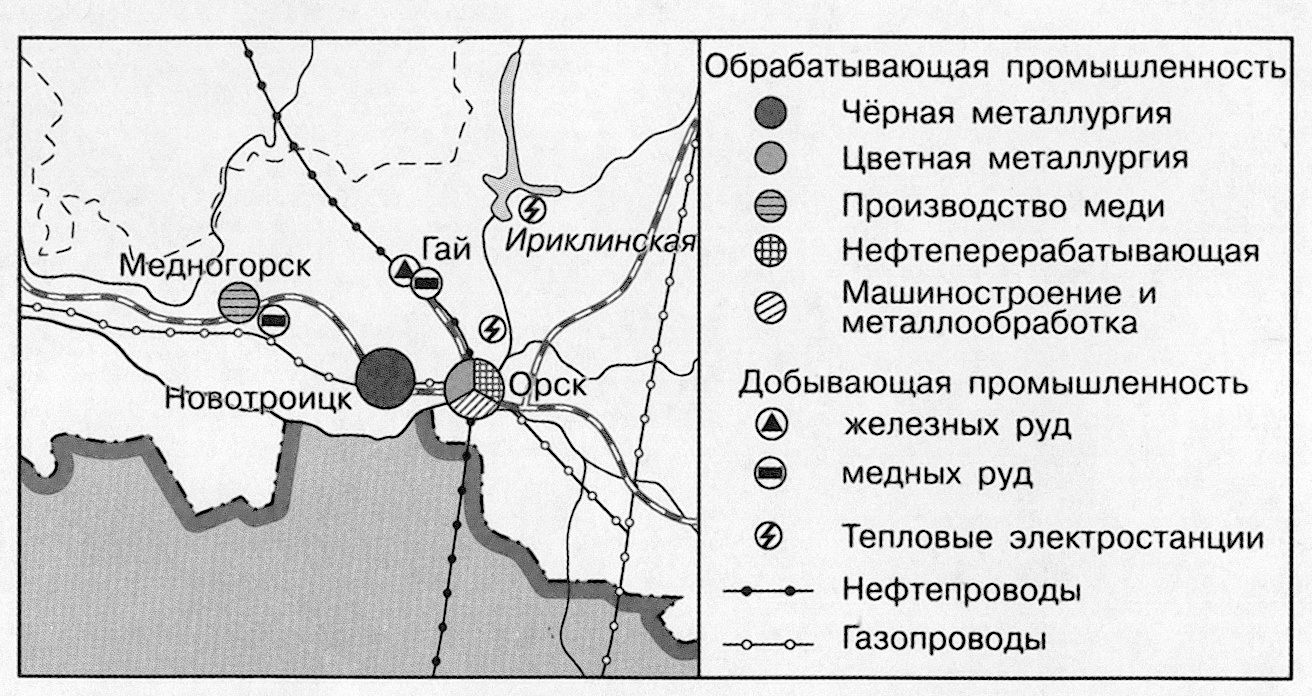 Медногорск
Гай
Ириклинская
Новотроицк
Орск
Обрабатывающая промышленность
Чёрная металлургия
Цветная металлургия
Производство меди
Нефтеперерабатывающая
Машиностроение и
металлообработка
Добывающая промышленность
железных руд
медных руд
Тепловые электростанции
Нефтепроводы
Газопроводы